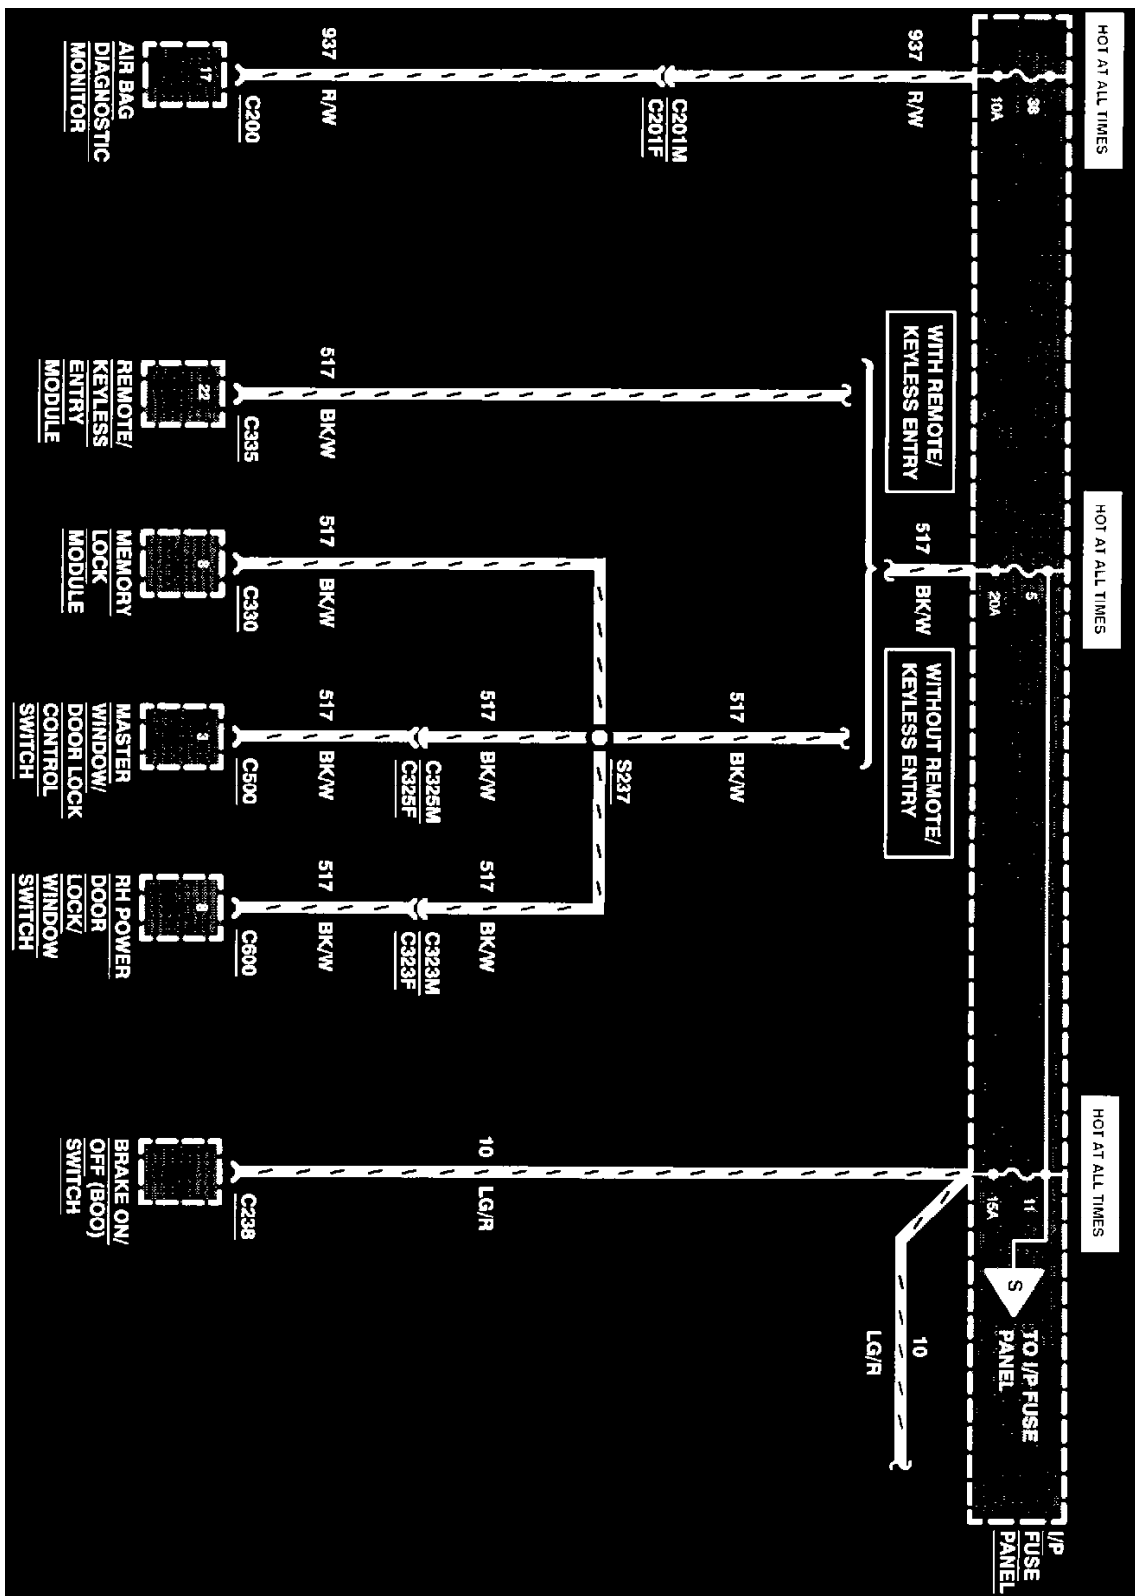 HOT AT ALL TIMES
HOT AT ALL TIMES
HOT AT ALL TIMES
38
10A
5
20A
11
15A
S
TO I/P FUSE
PANEL
I/P
FUSE
PANEL
937 R/W
WITH REMOTE/
KEYLESS ENTRY
517 BK/W
WITHOUT REMOTE/
KEYLESS ENTRY
10
LG/R
517 BK/W
C201M
C201F
S237
517 BK/W
517 BK/W
10 LG/R
C325M
C325F
C323M
C323F
937 R/W
517 BK/W
517 BK/W
517 BK/W
517 BK/W
C200
C335
C330
C500
C600
C238
17
22
8
3
8
AIR BAG
DIAGNOSTIC
MONITOR
REMOTE/
KEYLESS
ENTRY
MODULE
MEMORY
LOCK
MODULE
MASTER
WINDOW/
DOOR LOCK
CONTROL
SWITCH
RH POWER
DOOR
LOCK/
WINDOW
SWITCH
BRAKE ON/
OFF (BOO)
SWITCH